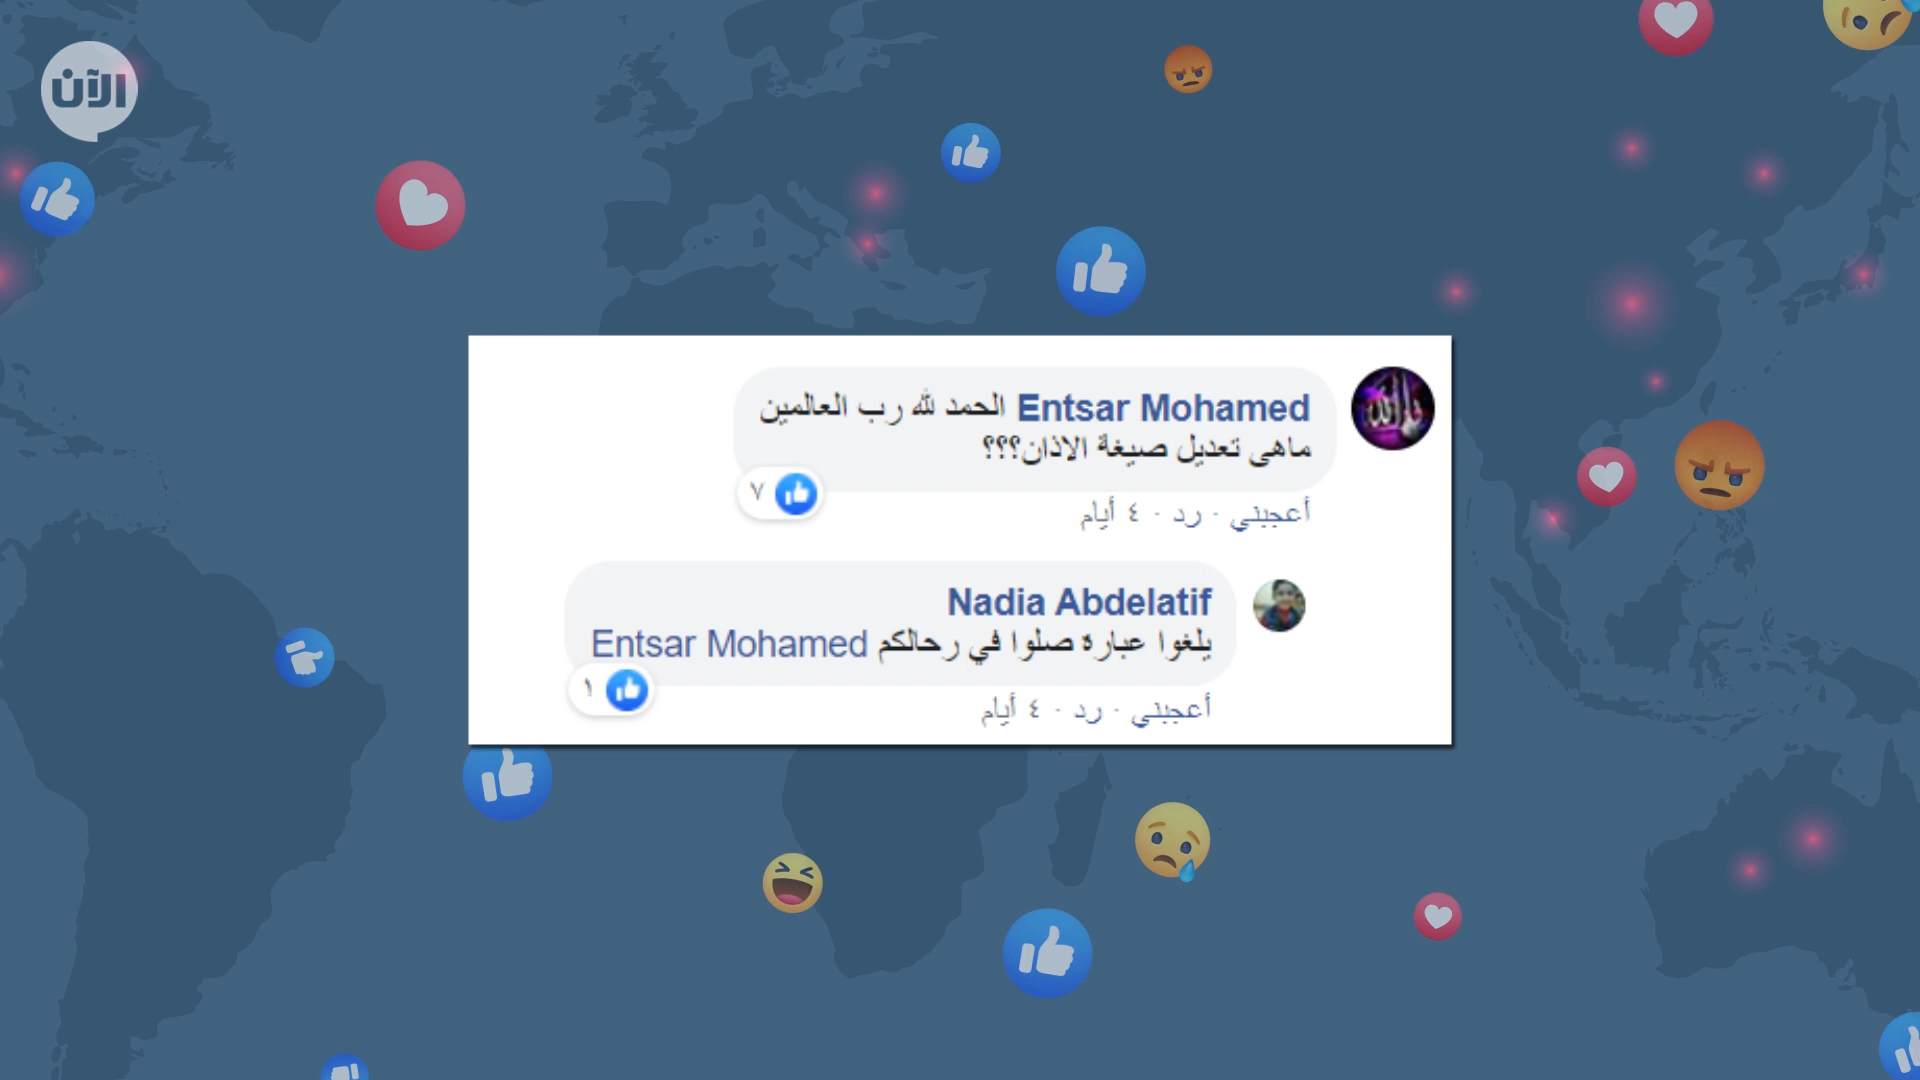 الآن
Entsar Mohamed الحمد لله رب العالمين
ماهى تعديل صيغة الاذان؟؟؟
٧
أعجبني · رد · ٤ أيام
Nadia Abdelatif
يلغوا عبارة صلوا في رحالكم Entsar Mohamed
١
أعجبني · رد · ٤ أيام